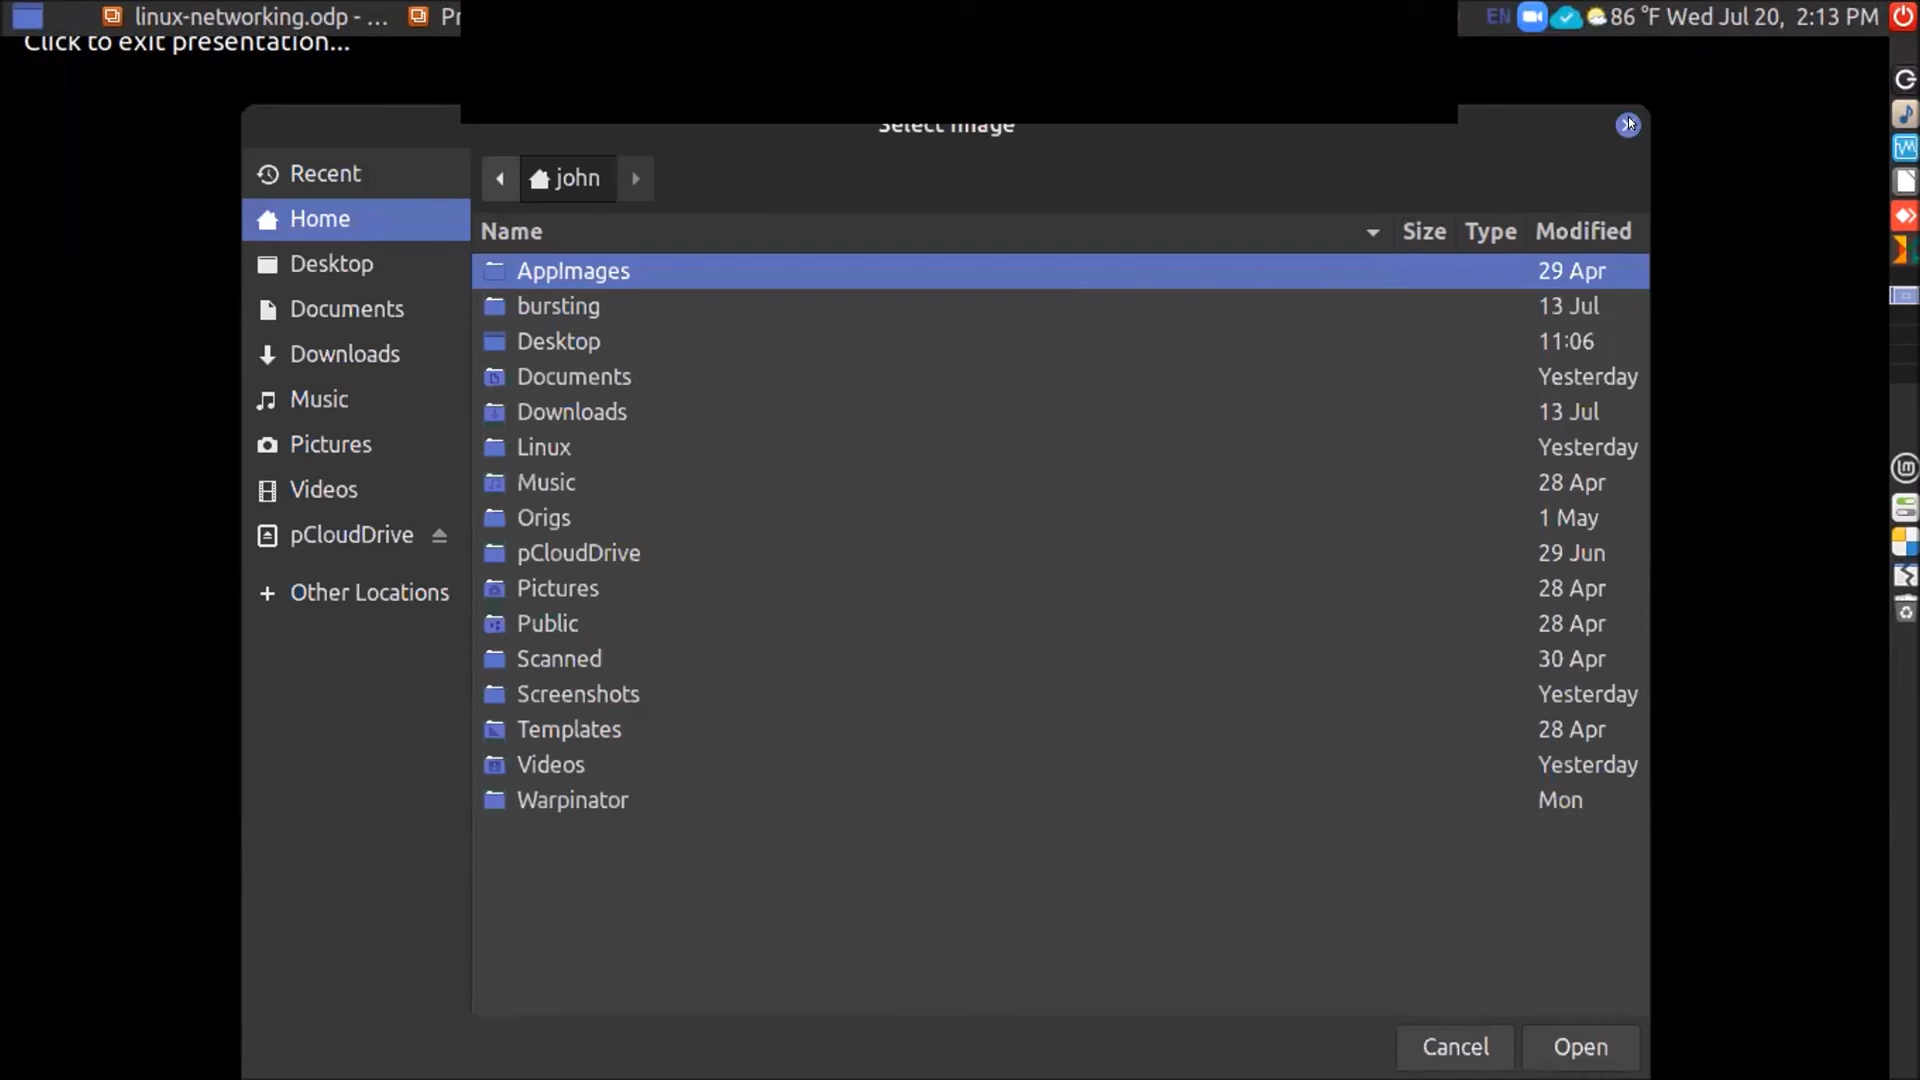 linux-networking.odp - ...
Pr
EN
86 °F Wed Jul 20, 2:13 PM
Click to exit presentation...
Select Image
Recent
Home
Desktop
Documents
Downloads
Music
Pictures
Videos
pCloudDrive
Other Locations
john
Name Size Type Modified
AppImages 29 Apr
bursting 13 Jul
Desktop 11:06
Documents Yesterday
Downloads 13 Jul
Linux Yesterday
Music 28 Apr
Origs 1 May
pCloudDrive 29 Jun
Pictures 28 Apr
Public 28 Apr
Scanned 30 Apr
Screenshots Yesterday
Templates 28 Apr
Videos Yesterday
Warpinator Mon
Cancel Open